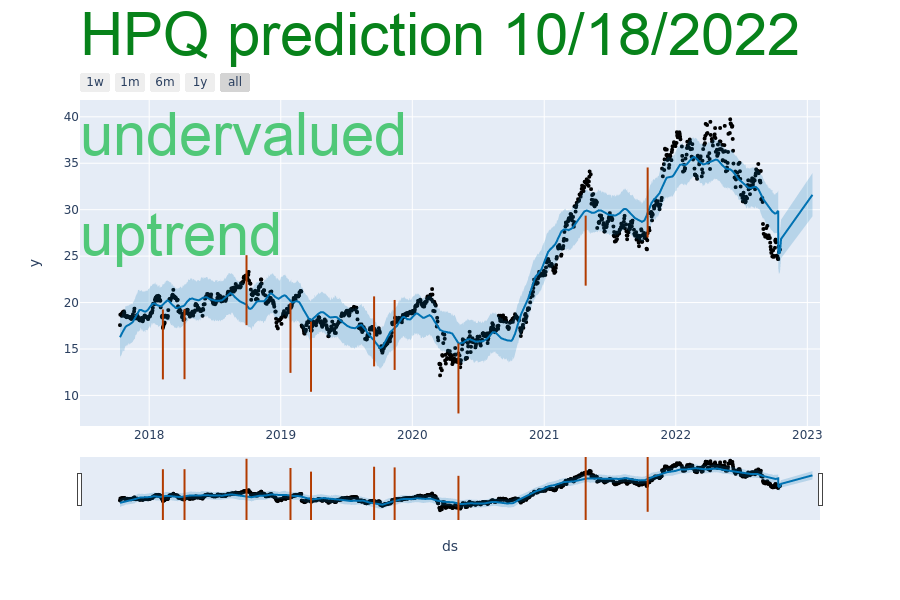 HPQ prediction 10/18/2022
1w 1m 6m 1y all
undervalued
uptrend
40
35
30
25
20
15
10
y
2018 2019 2020 2021 2022 2023
ds